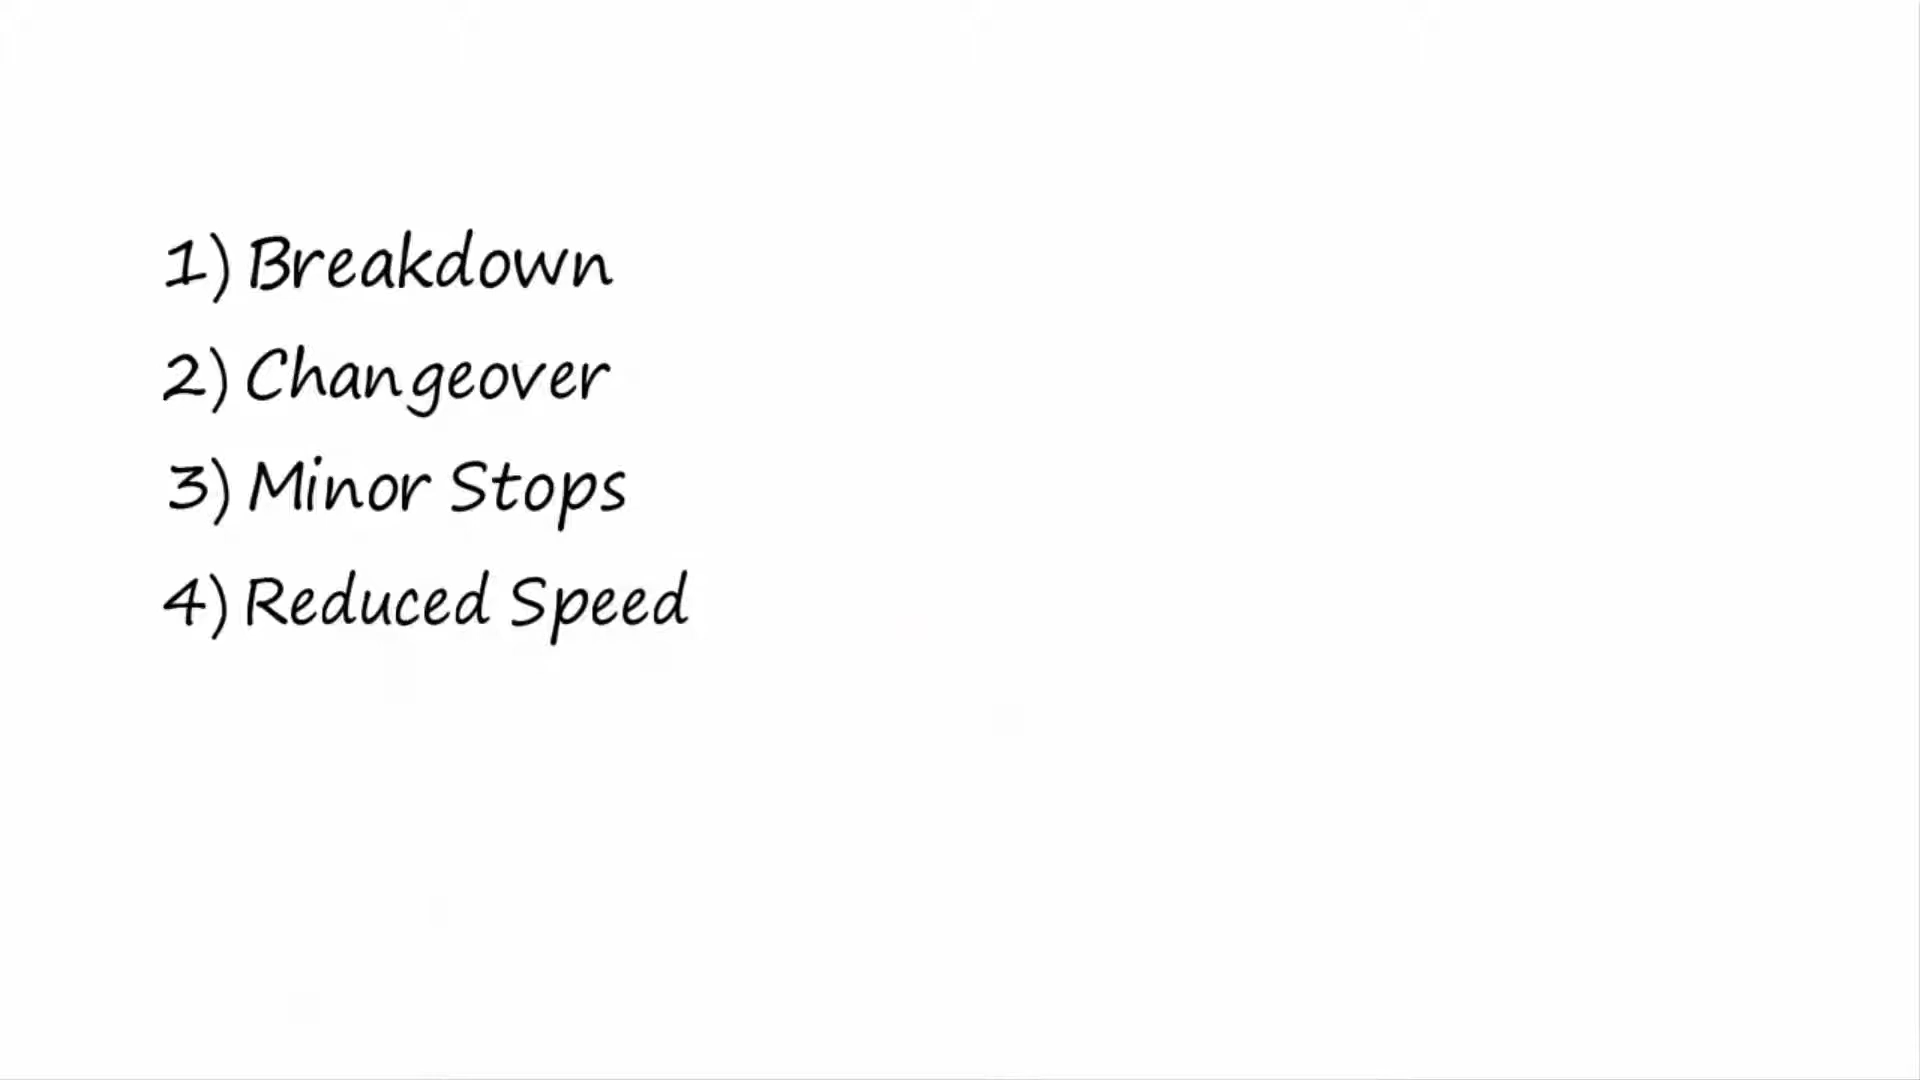 1) Breakdown
2) Changeover
3) Minor Stops
4) Reduced Speed